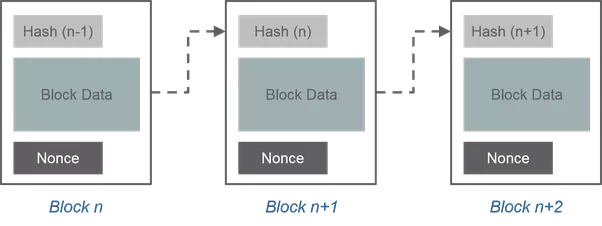 Hash (n-1)
Block Data
Nonce
Block n
Hash (n)
Block Data
Nonce
Block n+1
Hash (n+1)
Block Data
Nonce
Block n+2